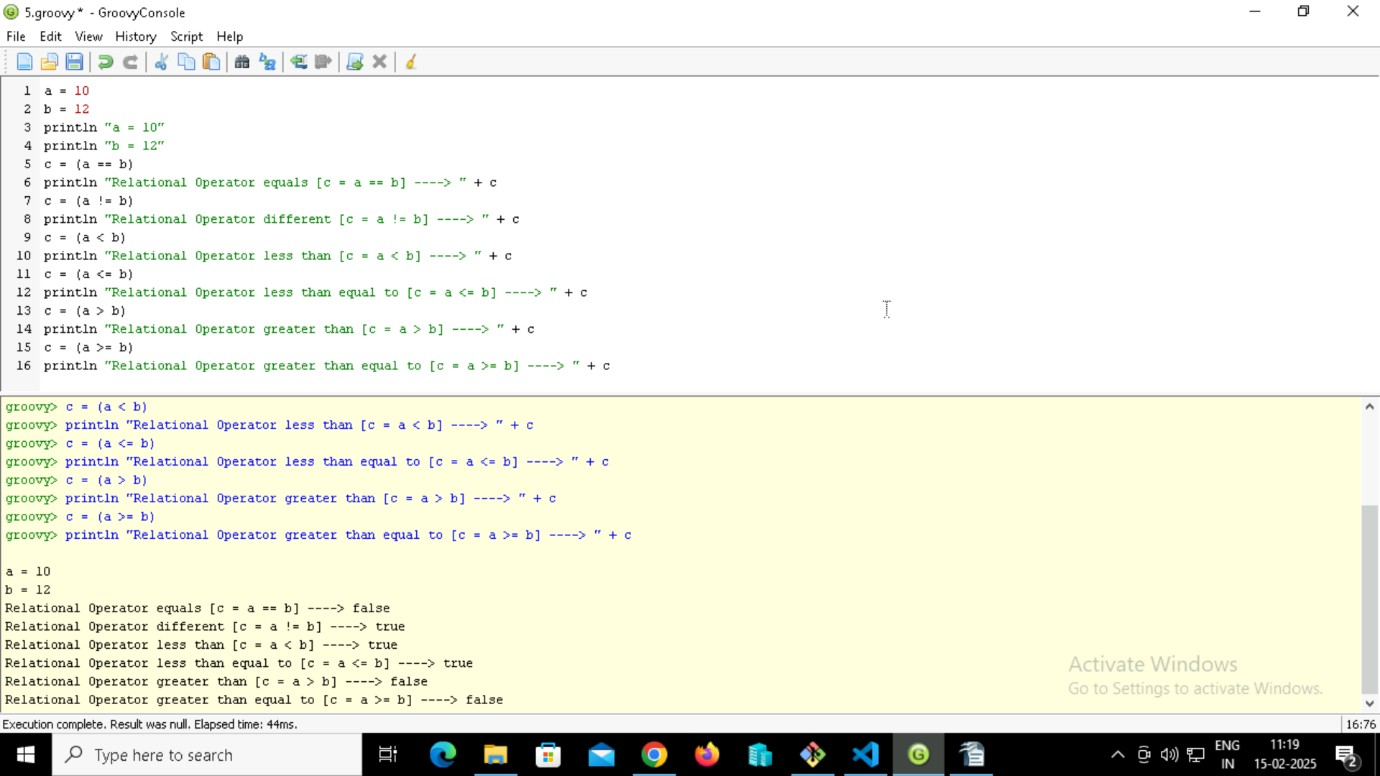 5.groovy * - GroovyConsole
File Edit View History Script Help
1 a = 10
2 b = 12
3 println "a = 10"
4 println "b = 12"
5 c = (a == b)
6 println "Relational Operator equals [c = a == b] ----> " + c
7 c = (a != b)
8 println "Relational Operator different [c = a != b] ----> " + c
9 c = (a < b)
10 println "Relational Operator less than [c = a < b] ----> " + c
11 c = (a <= b)
12 println "Relational Operator less than equal to [c = a <= b] ----> " + c
13 c = (a > b)
14 println "Relational Operator greater than [c = a > b] ----> " + c
15 c = (a >= b)
16 println "Relational Operator greater than equal to [c = a >= b] ----> " + c
groovy> c = (a < b)
groovy> println "Relational Operator less than [c = a < b] ----> " + c
groovy> c = (a <= b)
groovy> println "Relational Operator less than equal to [c = a <= b] ----> " + c
groovy> c = (a > b)
groovy> println "Relational Operator greater than [c = a > b] ----> " + c
groovy> c = (a >= b)
groovy> println "Relational Operator greater than equal to [c = a >= b] ----> " + c
a = 10
b = 12
Relational Operator equals [c = a == b] ----> false
Relational Operator different [c = a != b] ----> true
Relational Operator less than [c = a < b] ----> true
Relational Operator less than equal to [c = a <= b] ----> true
Relational Operator greater than [c = a > b] ----> false
Relational Operator greater than equal to [c = a >= b] ----> false
Activate Windows
Go to Settings to activate Windows.
Execution complete. Result was null. Elapsed time: 44ms.
16:76
Type here to search
ENG
IN
11:19
15-02-2025
2